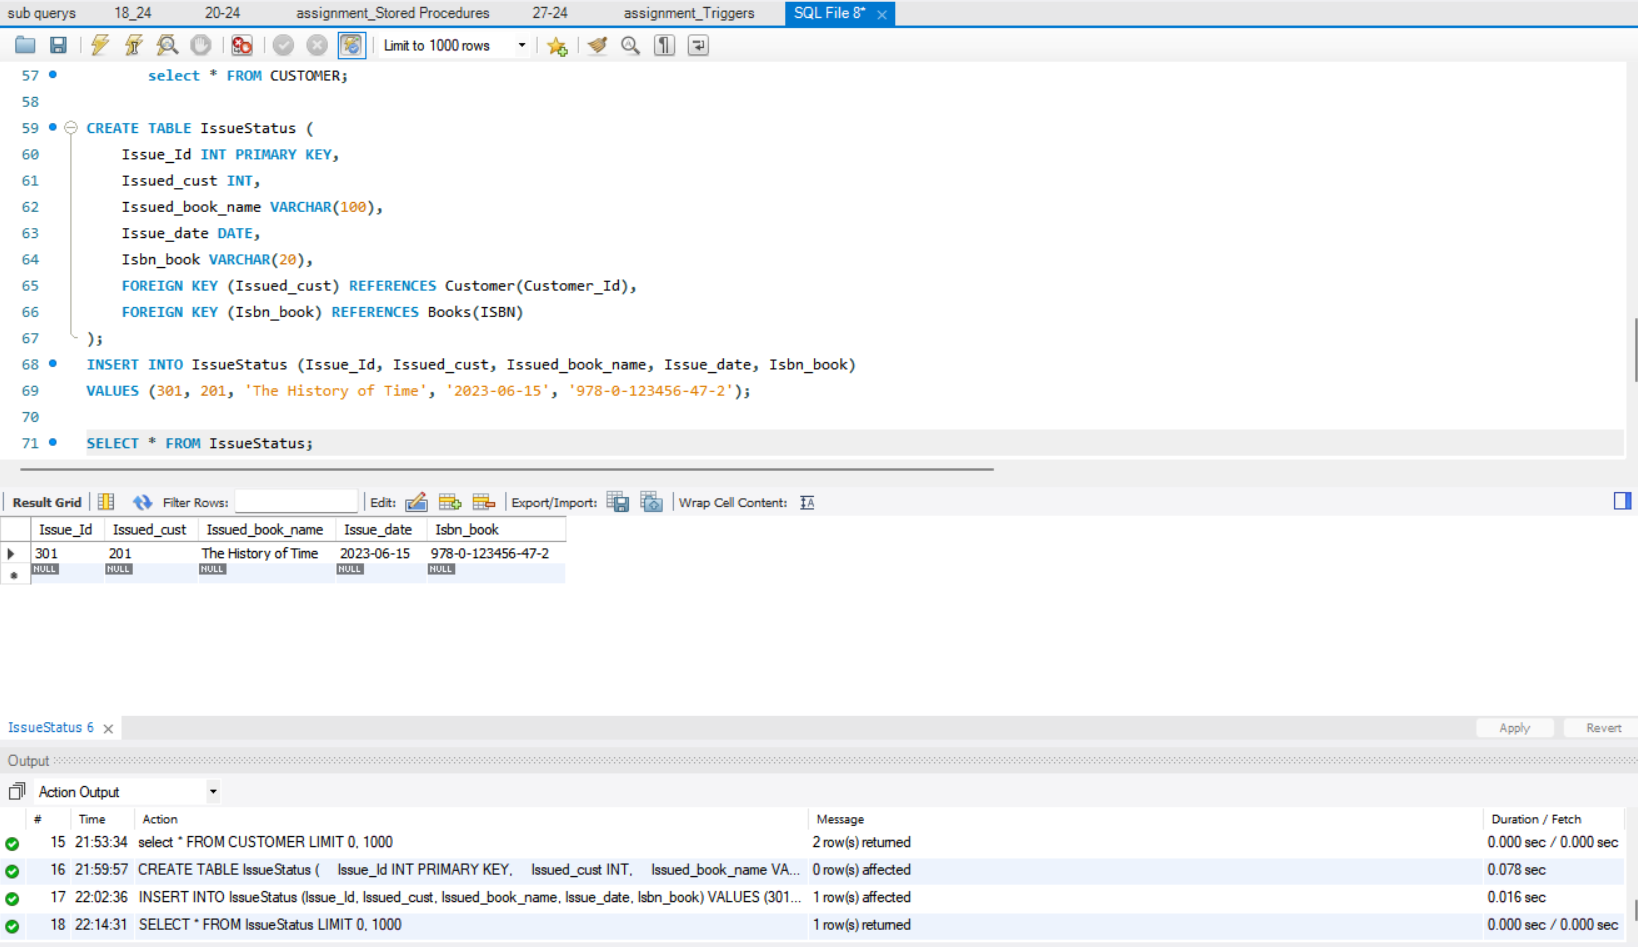 sub querys 18_24 20-24 assignment_Stored Procedures 27-24 assignment_Triggers SQL File 8*
Limit to 1000 rows
57 select * FROM CUSTOMER;
58
59 CREATE TABLE IssueStatus (
60 Issue_Id INT PRIMARY KEY,
61 Issued_cust INT,
62 Issued_book_name VARCHAR(100),
63 Issue_date DATE,
64 Isbn_book VARCHAR(20),
65 FOREIGN KEY (Issued_cust) REFERENCES Customer(Customer_Id),
66 FOREIGN KEY (Isbn_book) REFERENCES Books(ISBN)
67 );
68 INSERT INTO IssueStatus (Issue_Id, Issued_cust, Issued_book_name, Issue_date, Isbn_book)
69 VALUES (301, 201, 'The History of Time', '2023-06-15', '978-0-123456-47-2');
70
71 SELECT * FROM IssueStatus;
Result Grid Filter Rows: Edit: Export/Import: Wrap Cell Content:
Issue_Id Issued_cust Issued_book_name Issue_date Isbn_book
301 201 The History of Time 2023-06-15 978-0-123456-47-2
NULL NULL NULL NULL NULL
IssueStatus 6 Apply Revert
Output
Action Output
# Time Action Message Duration / Fetch
15 21:53:34 select * FROM CUSTOMER LIMIT 0, 1000 2 row(s) returned 0.000 sec / 0.000 sec
16 21:59:57 CREATE TABLE IssueStatus ( Issue_Id INT PRIMARY KEY, Issued_cust INT, Issued_book_name VA... 0 row(s) affected 0.078 sec
17 22:02:36 INSERT INTO IssueStatus (Issue_Id, Issued_cust, Issued_book_name, Issue_date, Isbn_book) VALUES (301... 1 row(s) affected 0.016 sec
18 22:14:31 SELECT * FROM IssueStatus LIMIT 0, 1000 1 row(s) returned 0.000 sec / 0.000 sec